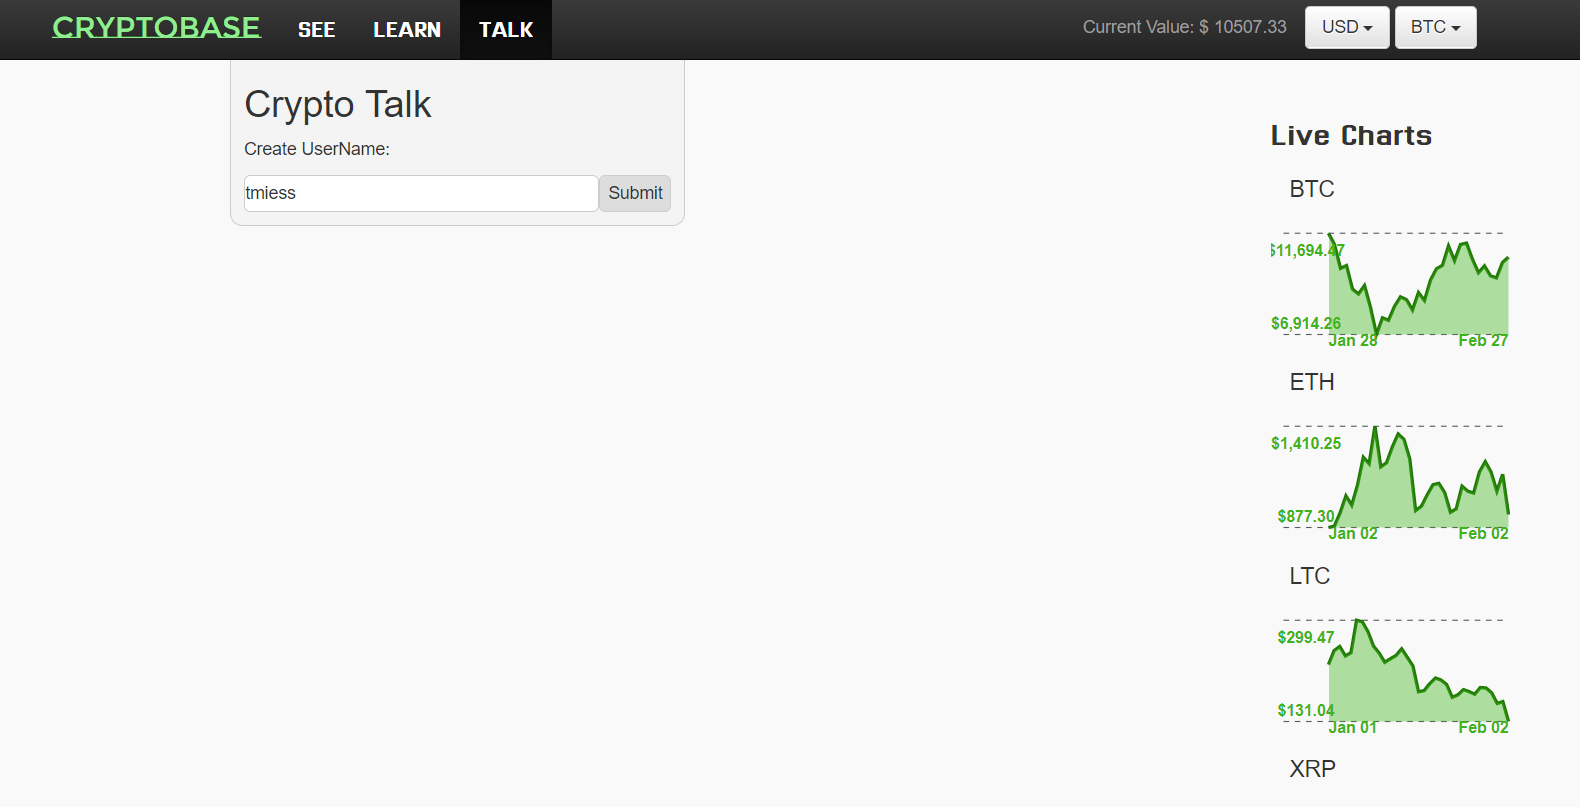 CRYPTOBASE SEE LEARN TALK Current Value: $ 10507.33 USD BTC
Crypto Talk
Create UserName:
tmiess Submit
Live Charts
BTC
$11,694.47
$6,914.26
Jan 28 Feb 27
ETH
$1,410.25
$877.30
Jan 02 Feb 02
LTC
$299.47
$131.04
Jan 01 Feb 02
XRP